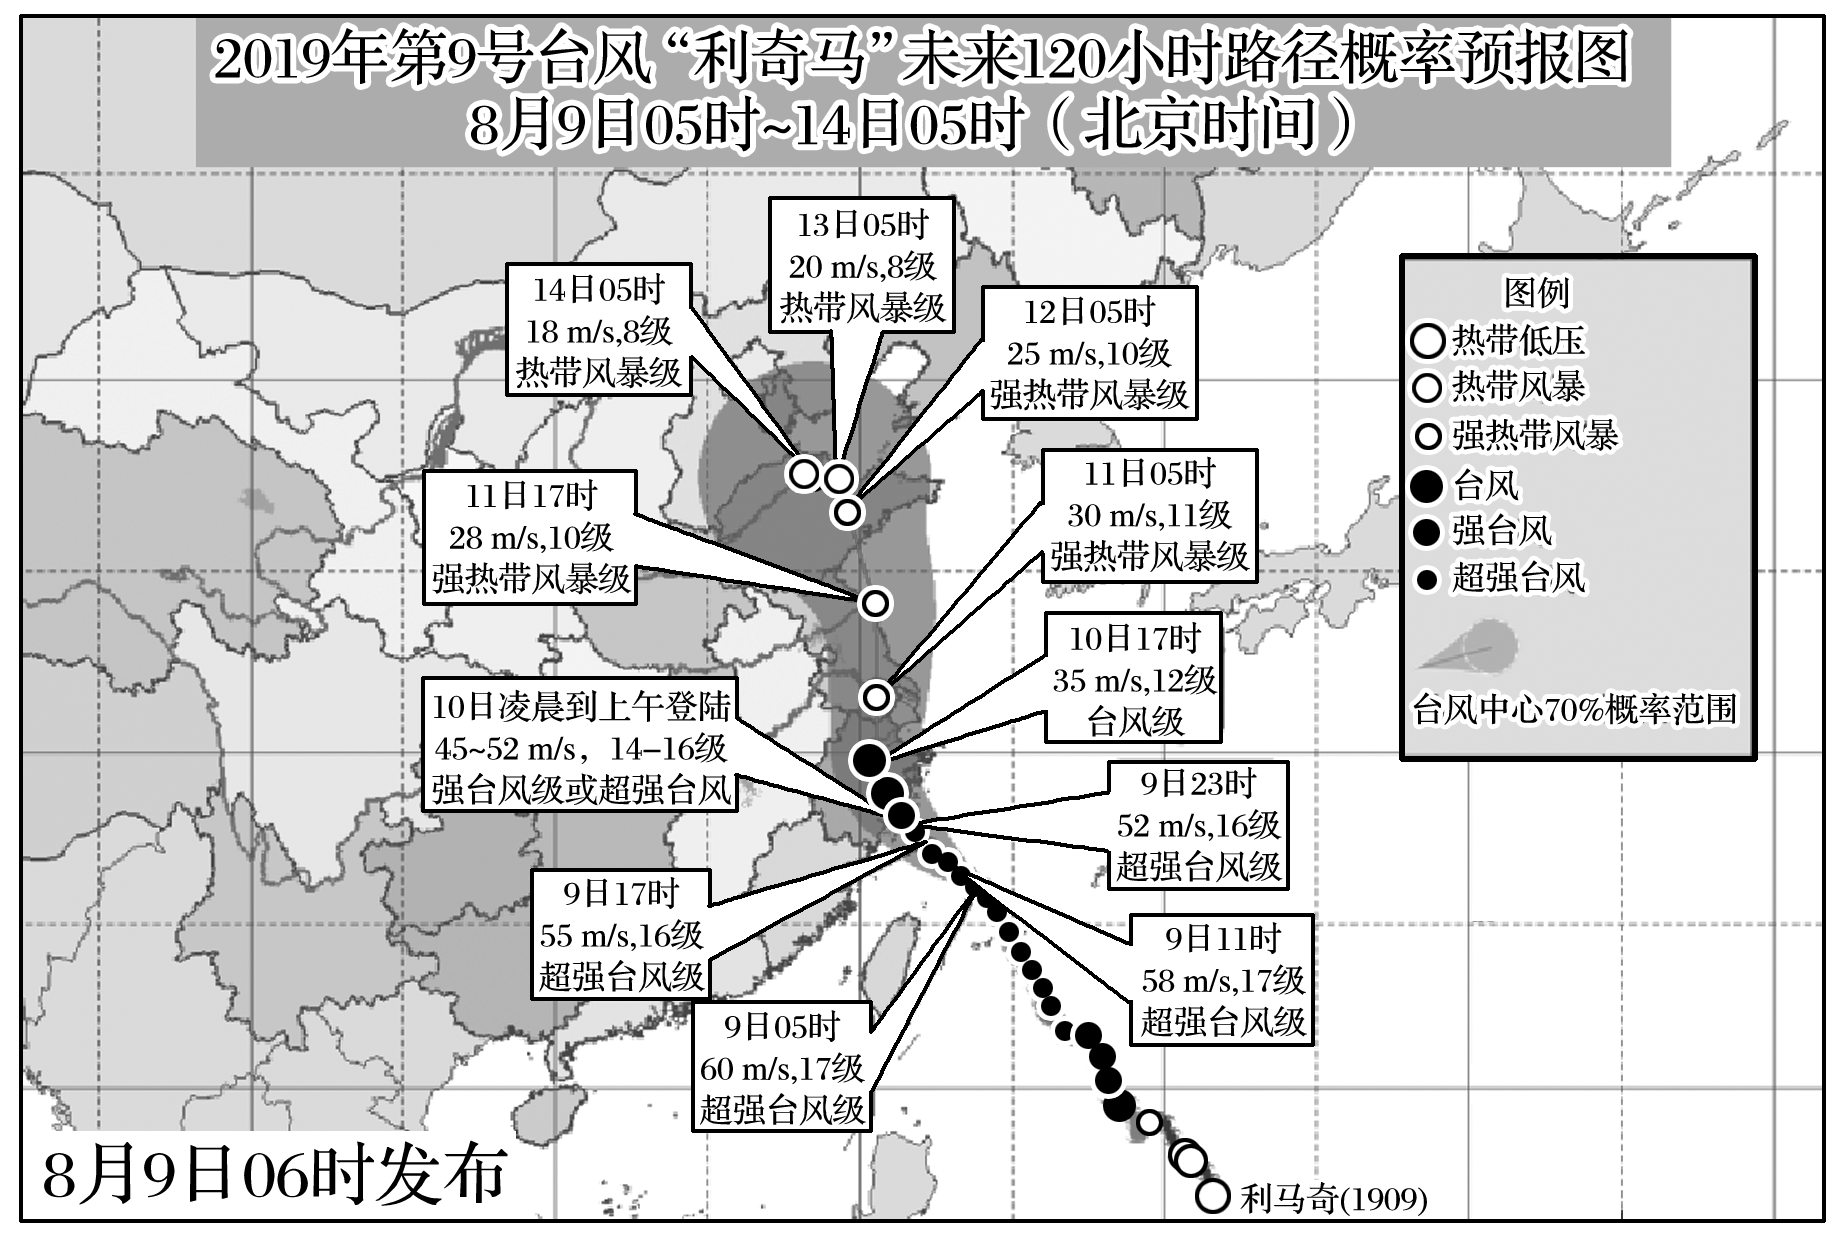 2019年第9号台风“利奇马”未来120小时路径概率预报图
8月9日05时~14日05时（北京时间）
13日05时
20 m/s,8级
热带风暴级
14日05时
18 m/s,8级
热带风暴级
12日05时
25 m/s,10级
强热带风暴级
图例
热带低压
热带风暴
强热带风暴
台风
强台风
超强台风
台风中心70%概率范围
11日17时
28 m/s,10级
强热带风暴级
11日05时
30 m/s,11级
强热带风暴级
10日17时
35 m/s,12级
台风级
10日凌晨到上午登陆
45~52 m/s，14-16级
强台风级或超强台风
9日23时
52 m/s,16级
超强台风级
9日17时
55 m/s,16级
超强台风级
9日11时
58 m/s,17级
超强台风级
9日05时
60 m/s,17级
超强台风级
8月9日06时发布
利马奇(1909)